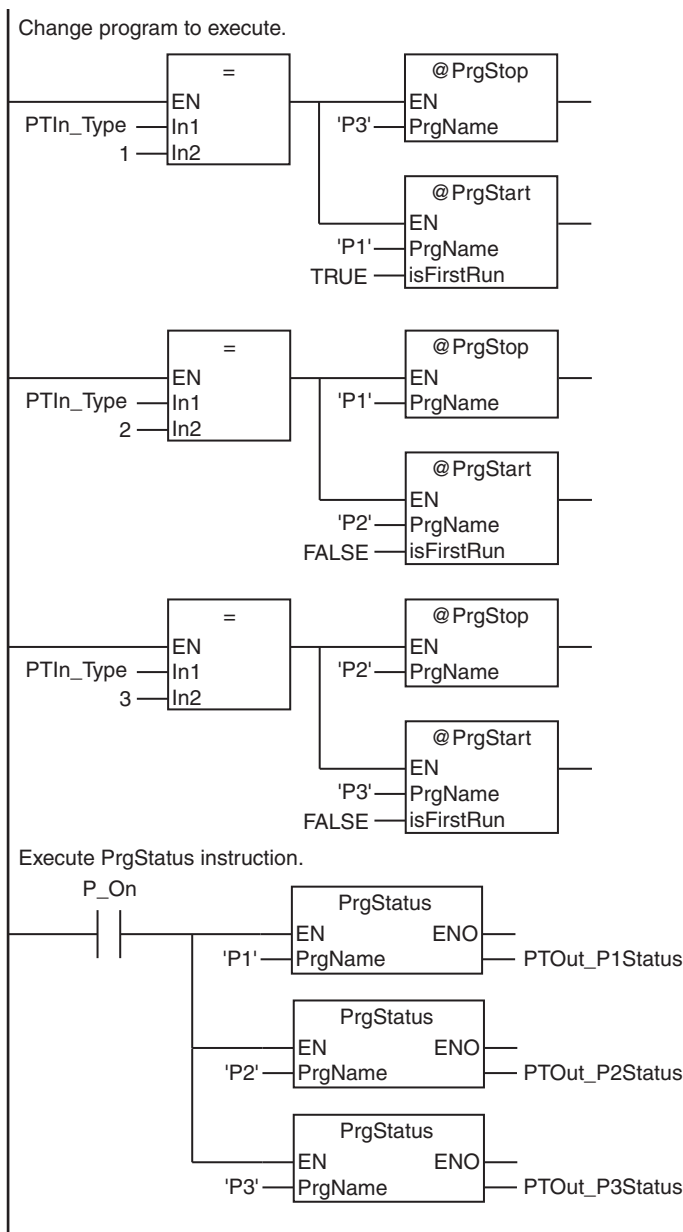 Change program to execute.
=
@PrgStop
EN
EN
PTIn_Type
In1
'P3'
PrgName
1
In2
@PrgStart
EN
'P1'
PrgName
TRUE
isFirstRun
=
@PrgStop
EN
EN
PTIn_Type
In1
'P1'
PrgName
2
In2
@PrgStart
EN
'P2'
PrgName
FALSE
isFirstRun
=
@PrgStop
EN
EN
PTIn_Type
In1
'P2'
PrgName
3
In2
@PrgStart
EN
'P3'
PrgName
FALSE
isFirstRun
Execute PrgStatus instruction.
P_On
PrgStatus
EN
ENO
'P1'
PrgName
PTOut_P1Status
PrgStatus
EN
ENO
'P2'
PrgName
PTOut_P2Status
PrgStatus
EN
ENO
'P3'
PrgName
PTOut_P3Status